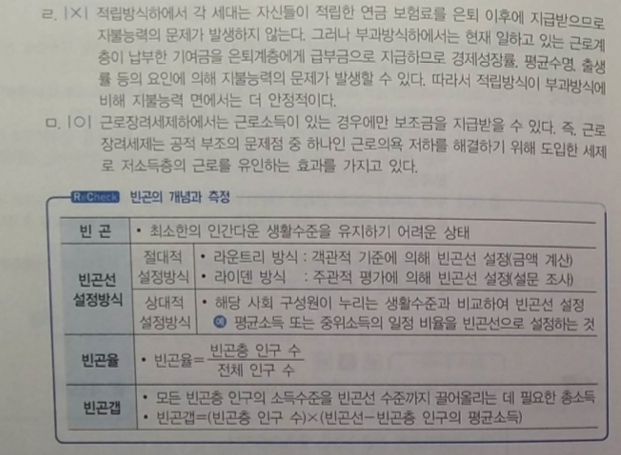 ㄹ. |X| 적립방식하에서 각 세대는 자신들이 적립한 연금 보험료를 은퇴 이후에 지급받으므로
지불능력의 문제가 발생하지 않는다. 그러나 부과방식하에서는 현재 일하고 있는 근로계
층이 납부한 기여금을 은퇴계층에게 급부금으로 지급하므로 경제성장률, 평균수명, 출생
률 등의 요인에 의해 지불능력의 문제가 발생할 수 있다. 따라서 적립방식이 부과방식에
비해 지불능력 면에서는 더 안정적이다.
ㅁ. |O| 근로장려세제하에서는 근로소득이 있는 경우에만 보조금을 지급받을 수 있다. 즉, 근로
장려세제는 공적 부조의 문제점 중 하나인 근로의욕 저하를 해결하기 위해 도입한 세제
로 저소득층의 근로를 유인하는 효과를 가지고 있다.
ReCheck 빈곤의 개념과 측정
빈 곤 • 최소한의 인간다운 생활수준을 유지하기 어려운 상태
빈곤선 설정방식
절대적 설정방식
• 라운트리 방식 : 객관적 기준에 의해 빈곤선 설정(금액 계산)
• 라이덴 방식 : 주관적 평가에 의해 빈곤선 설정(설문 조사)
상대적 설정방식
• 해당 사회 구성원이 누리는 생활수준과 비교하여 빈곤선 설정
예 평균소득 또는 중위소득의 일정 비율을 빈곤선으로 설정하는 것
빈곤율 • 빈곤율= 빈곤층 인구 수
전체 인구 수
빈곤갭
• 모든 빈곤층 인구의 소득수준을 빈곤선 수준까지 끌어올리는 데 필요한 총소득
• 빈곤갭=(빈곤층 인구 수)×(빈곤선-빈곤층 인구의 평균소득)